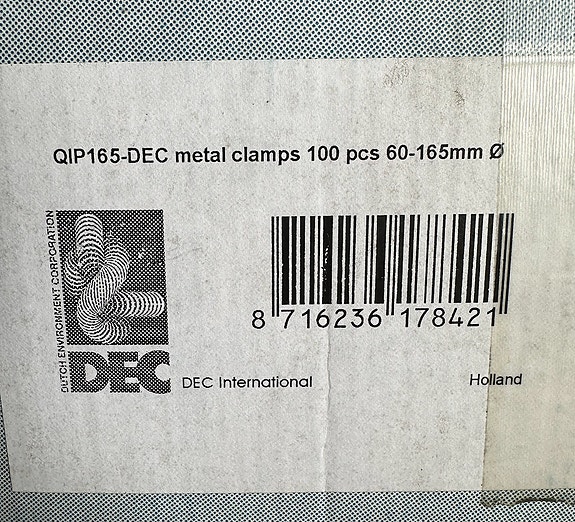 QIP165-DEC metal clamps 100 pcs 60-165mm Ø
DUTCH ENVIRONMENT CORPORATION
8 716236 178421
DEC
DEC International
Holland